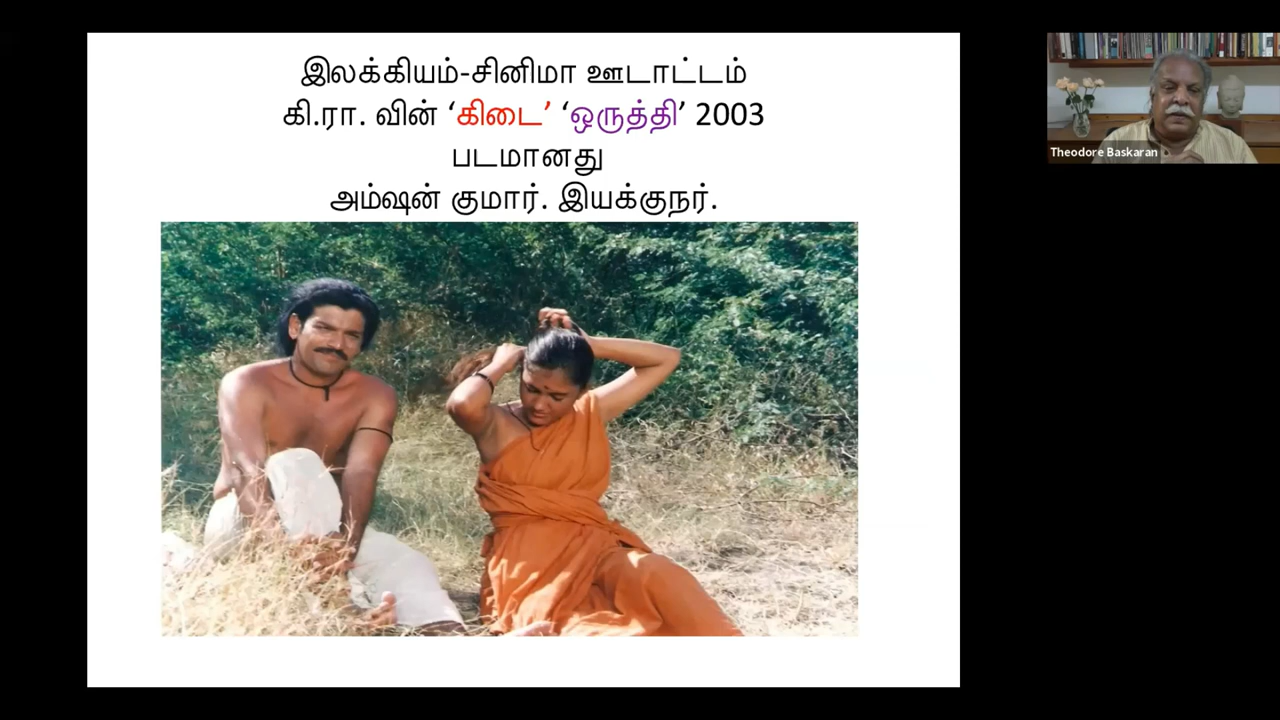 இலக்கியம்-சினிமா ஊடாட்டம்
கி.ரா. வின் ‘கிடை’ ‘ஒருத்தி’ 2003
படமானது
அம்ஷன் குமார். இயக்குநர்.
Theodore Baskaran